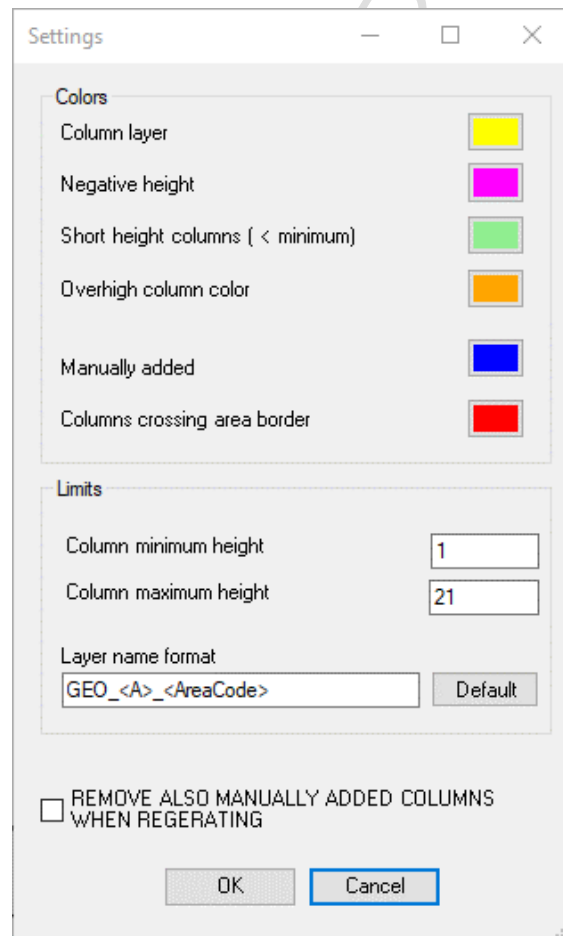 Settings
Colors
Column layer
Negative height
Short height columns ( < minimum)
Overhigh column color
Manually added
Columns crossing area border
Limits
Column minimum height 1
Column maximum height 21
Layer name format
GEO_<A>_<AreaCode> Default
REMOVE ALSO MANUALLY ADDED COLUMNS
WHEN REGERATING
OK Cancel